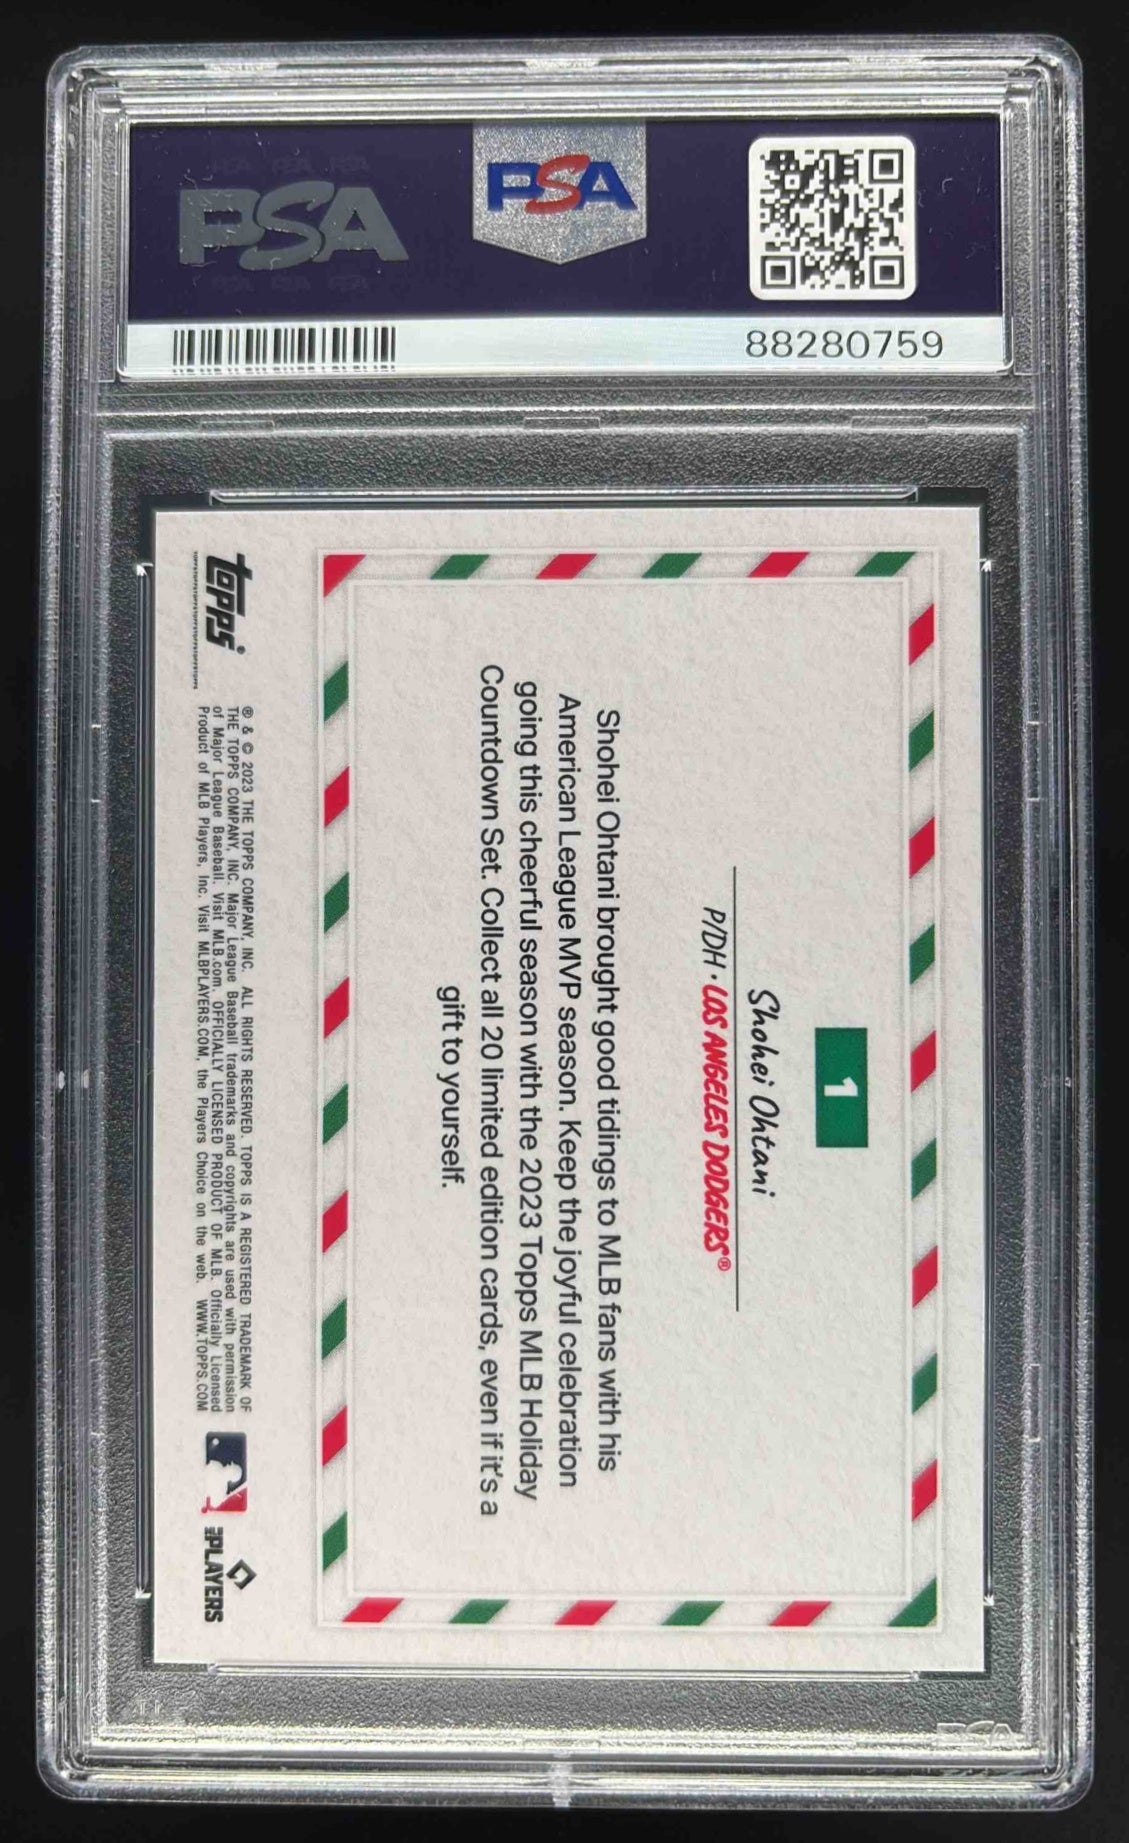 PSA
PSA
88280759
1
Shohei Ohtani
P/DH · LOS ANGELES DODGERS®
Shohei Ohtani brought good tidings to MLB fans with his
American League MVP season. Keep the joyful celebration
going this cheerful season with the 2023 Topps MLB Holiday
Countdown Set. Collect all 20 limited edition cards, even if it's a
gift to yourself.
topps®
® & © 2023 THE TOPPS COMPANY, INC. ALL RIGHTS RESERVED. TOPPS IS A REGISTERED TRADEMARK OF
THE TOPPS COMPANY, INC. Major League Baseball trademarks and copyrights are used with permission
of Major League Baseball. Visit MLB.com. OFFICIALLY LICENSED PRODUCT OF MLB. Officially Licensed
Product of MLB Players, Inc. Visit MLBPLAYERS.COM, the Players Choice on the web. WWW.TOPPS.COM
MLB PLAYERS
PSA